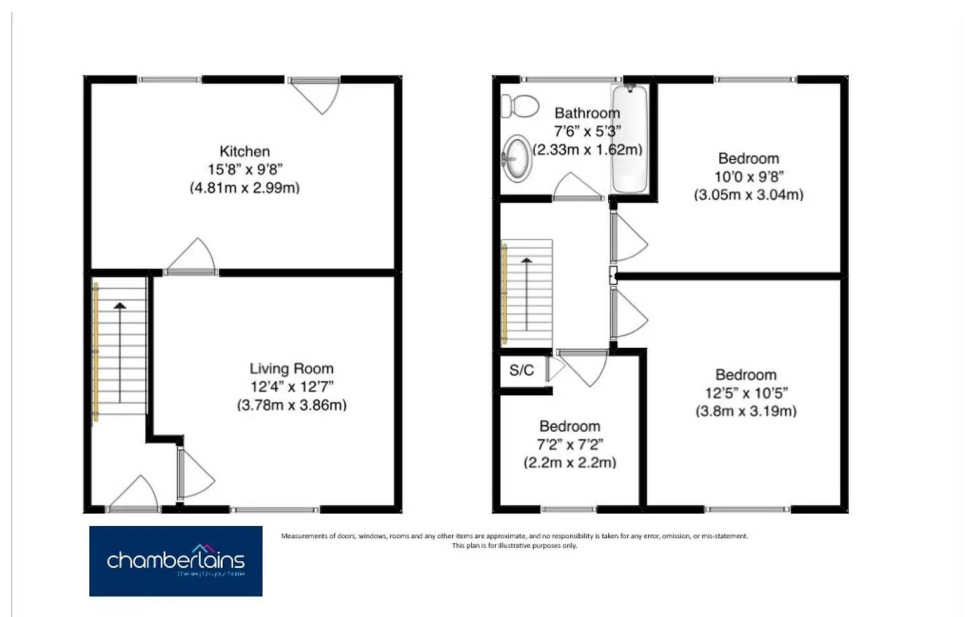 Kitchen
15'8" x 9'8"
(4.81m x 2.99m)
Living Room
12'4" x 12'7"
(3.78m x 3.86m)
Bathroom
7'6" x 5'3"
(2.33m x 1.62m)
Bedroom
10'0 x 9'8"
(3.05m x 3.04m)
S/C
Bedroom
7'2" x 7'2"
(2.2m x 2.2m)
Bedroom
12'5" x 10'5"
(3.8m x 3.19m)
chamberlains
Measurements of doors, windows, rooms and any other items are approximate, and no responsibility is taken for any error, omission, or mis-statement.
This plan is for illustrative purposes only.